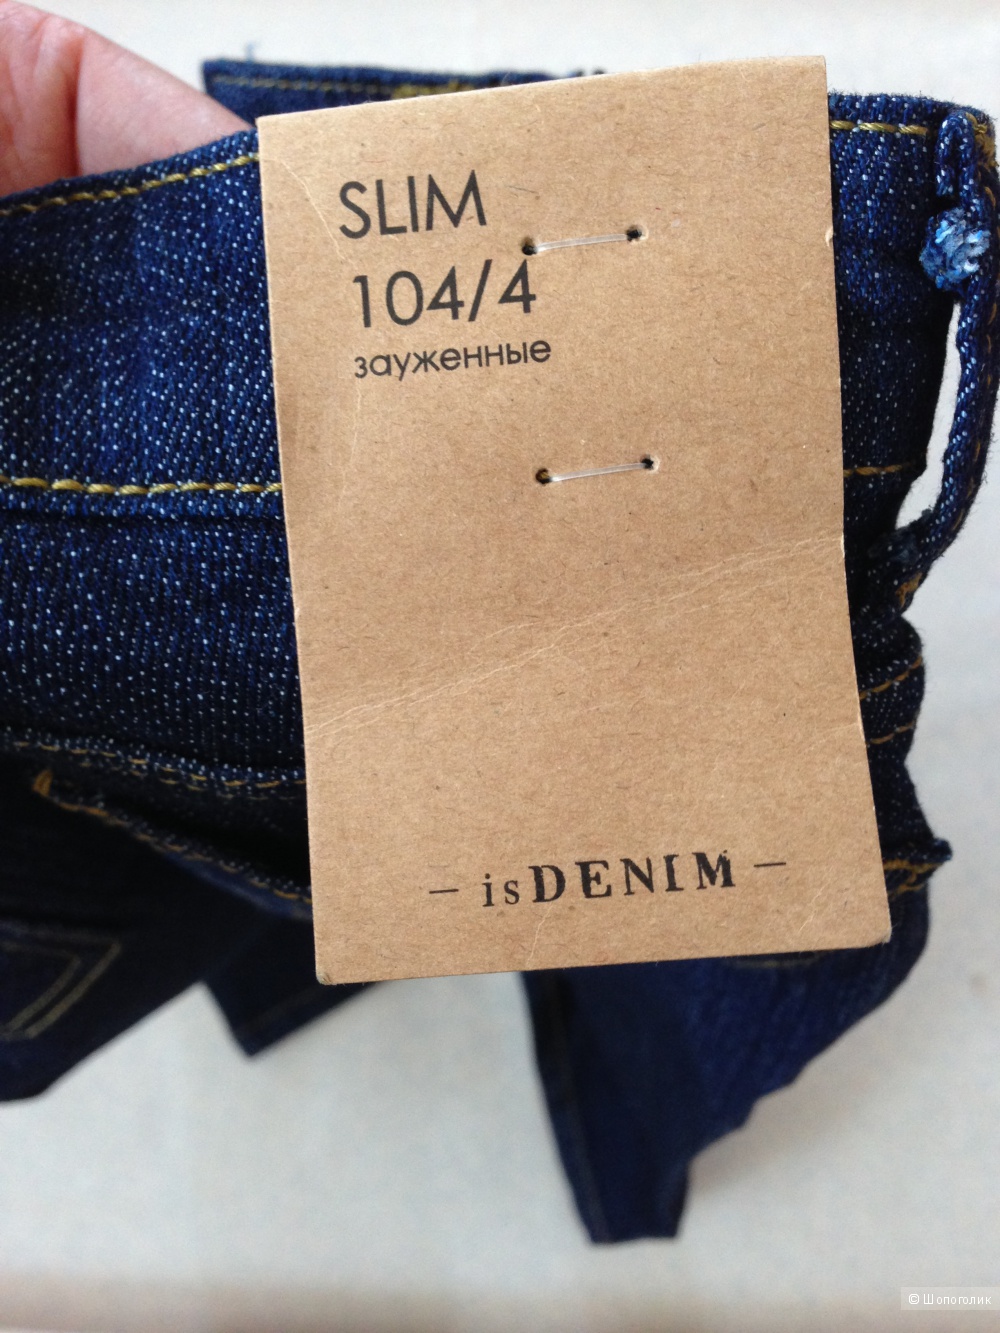 SLIM
104/4
зауженные
– isDENIM –
© Шопоголик